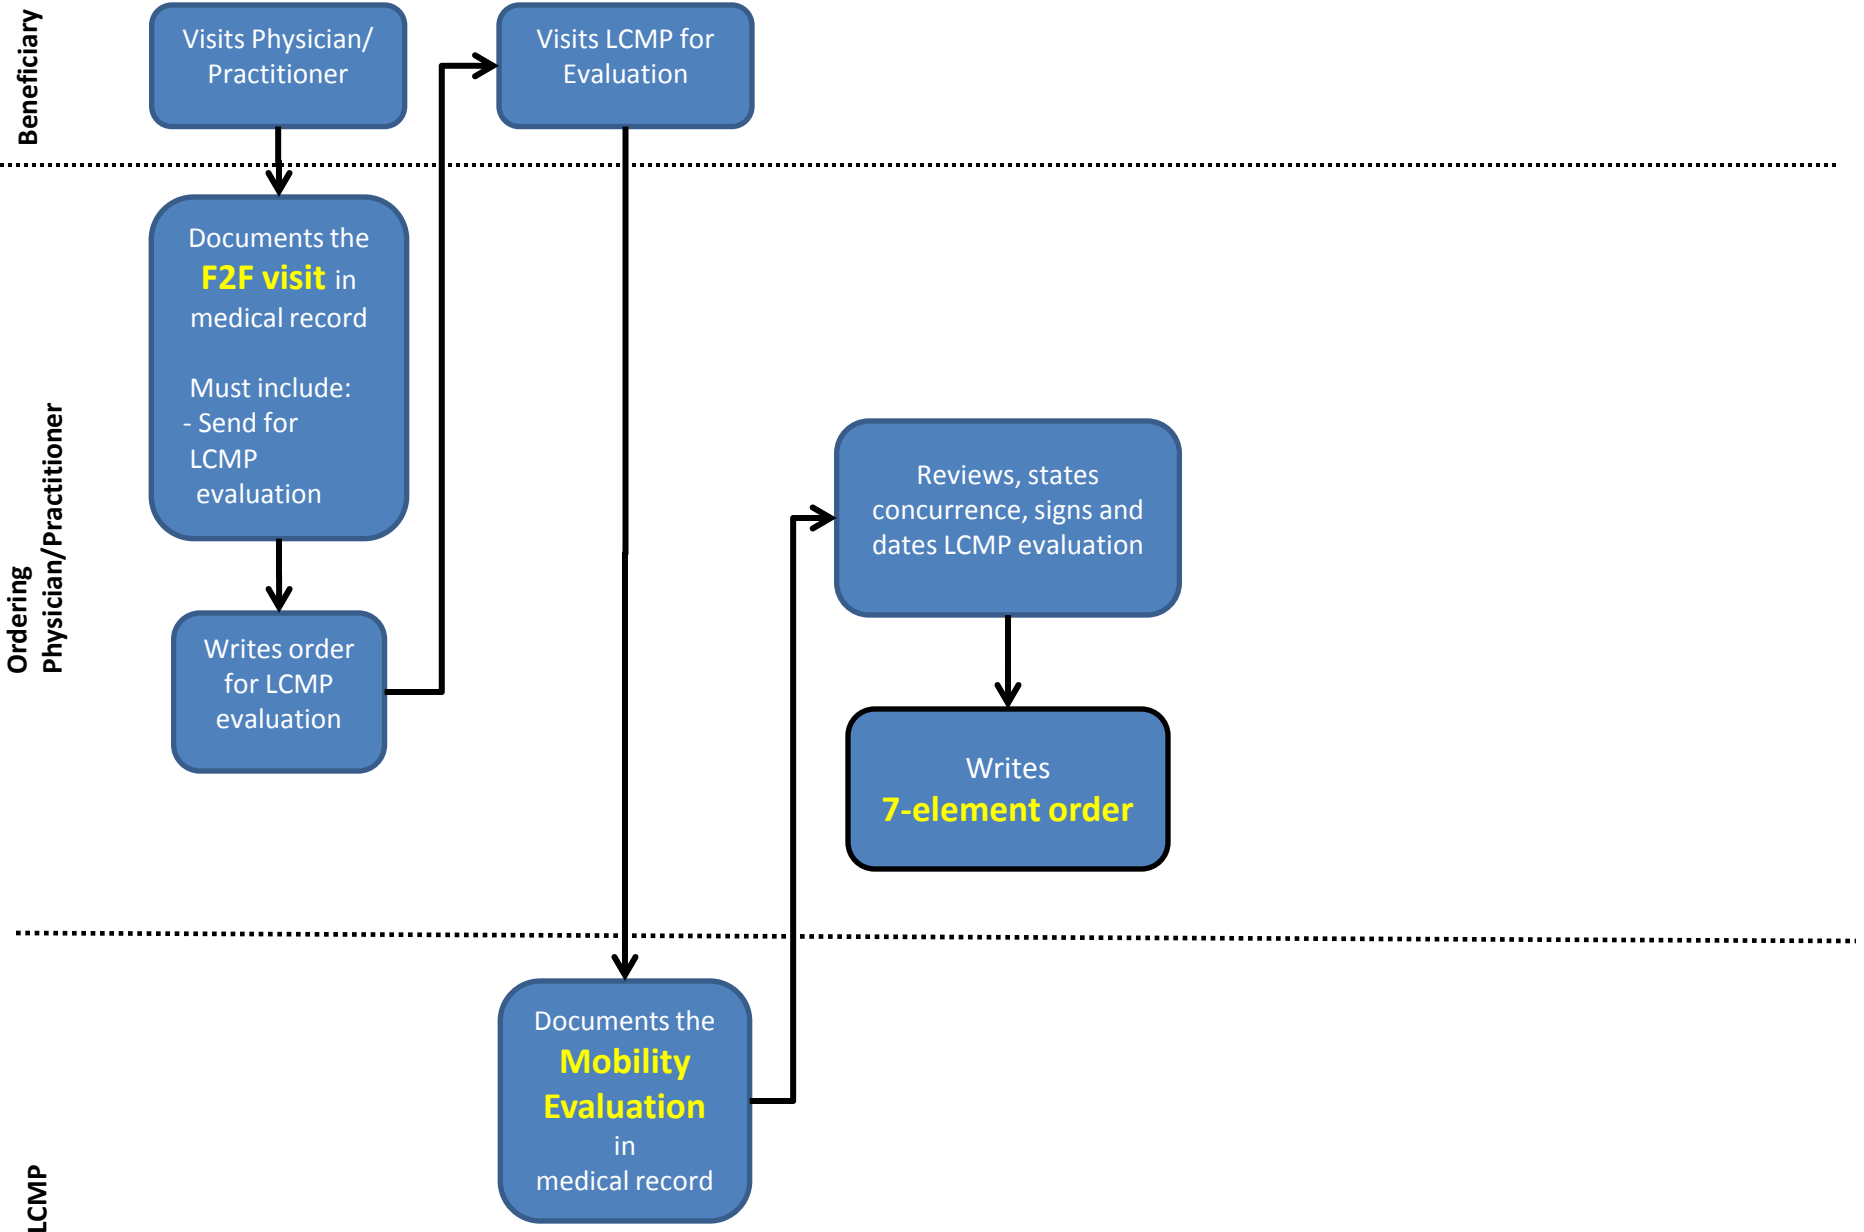 Beneficiary
Visits Physician/
Practitioner
Visits LCMP for
Evaluation
Ordering
Physician/Practitioner
Documents the
F2F visit in
medical record
Must include:
- Send for
LCMP
evaluation
Writes order
for LCMP
evaluation
Reviews, states
concurrence, signs and
dates LCMP evaluation
Writes
7-element order
LCMP
Documents the
Mobility
Evaluation
in
medical record